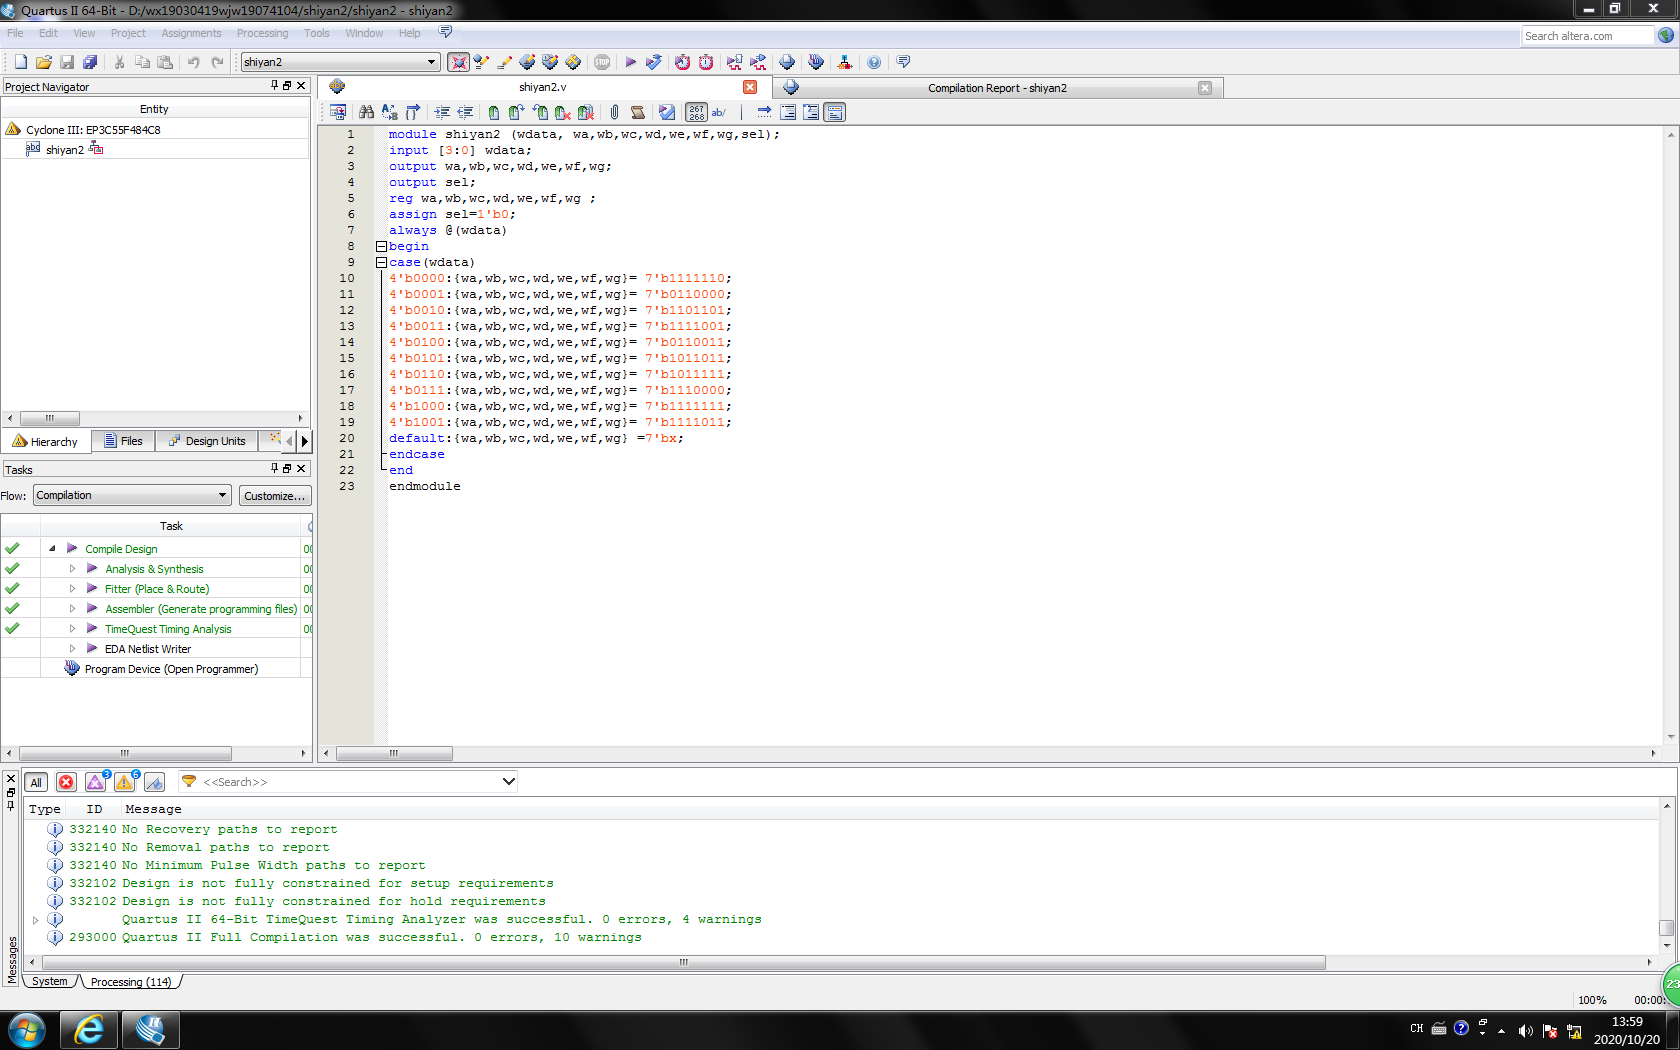 Quartus II 64-Bit - D:/wx19030419wjw19074104/shiyan2/shiyan2 - shiyan2
File Edit View Project Assignments Processing Tools Window Help
Search altera.com
shiyan2
STOP
Project Navigator
Entity
Cyclone III: EP3C55F484C8
abd shiyan2
Hierarchy Files Design Units
Tasks
Flow: Compilation Customize...
Task
Compile Design 00
Analysis & Synthesis 00
Fitter (Place & Route) 00
Assembler (Generate programming files) 00
TimeQuest Timing Analysis 00
EDA Netlist Writer
Program Device (Open Programmer)
shiyan2.v
Compilation Report - shiyan2
267
268 ab/
1 module shiyan2 (wdata, wa,wb,wc,wd,we,wf,wg,sel);
2 input [3:0] wdata;
3 output wa,wb,wc,wd,we,wf,wg;
4 output sel;
5 reg wa,wb,wc,wd,we,wf,wg ;
6 assign sel=1'b0;
7 always @(wdata)
8 begin
9 case(wdata)
10 4'b0000:{wa,wb,wc,wd,we,wf,wg}= 7'b1111110;
11 4'b0001:{wa,wb,wc,wd,we,wf,wg}= 7'b0110000;
12 4'b0010:{wa,wb,wc,wd,we,wf,wg}= 7'b1101101;
13 4'b0011:{wa,wb,wc,wd,we,wf,wg}= 7'b1111001;
14 4'b0100:{wa,wb,wc,wd,we,wf,wg}= 7'b0110011;
15 4'b0101:{wa,wb,wc,wd,we,wf,wg}= 7'b1011011;
16 4'b0110:{wa,wb,wc,wd,we,wf,wg}= 7'b1011111;
17 4'b0111:{wa,wb,wc,wd,we,wf,wg}= 7'b1110000;
18 4'b1000:{wa,wb,wc,wd,we,wf,wg}= 7'b1111111;
19 4'b1001:{wa,wb,wc,wd,we,wf,wg}= 7'b1111011;
20 default:{wa,wb,wc,wd,we,wf,wg} =7'bx;
21 endcase
22 end
23 endmodule
All 3 6 <<Search>>
Type ID Message
332140 No Recovery paths to report
332140 No Removal paths to report
332140 No Minimum Pulse Width paths to report
332102 Design is not fully constrained for setup requirements
332102 Design is not fully constrained for hold requirements
Quartus II 64-Bit TimeQuest Timing Analyzer was successful. 0 errors, 4 warnings
293000 Quartus II Full Compilation was successful. 0 errors, 10 warnings
Messages
System Processing (114)
23
100% 00:00:
CH
13:59
2020/10/20